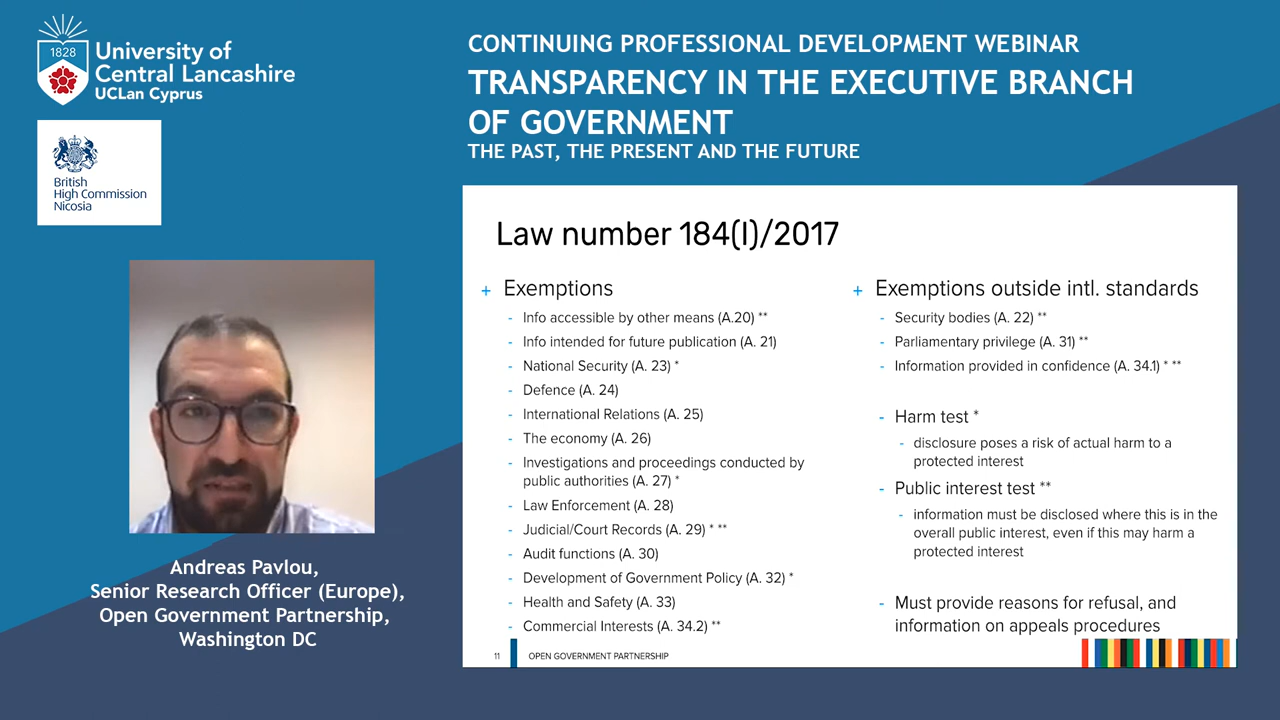 1828
University of
Central Lancashire
UCLan Cyprus
British
High Commission
Nicosia
CONTINUING PROFESSIONAL DEVELOPMENT WEBINAR
TRANSPARENCY IN THE EXECUTIVE BRANCH
OF GOVERNMENT
THE PAST, THE PRESENT AND THE FUTURE
Andreas Pavlou,
Senior Research Officer (Europe),
Open Government Partnership,
Washington DC
Law number 184(I)/2017
+ Exemptions
- Info accessible by other means (A.20) **
- Info intended for future publication (A. 21)
- National Security (A. 23) *
- Defence (A. 24)
- International Relations (A. 25)
- The economy (A. 26)
- Investigations and proceedings conducted by
public authorities (A. 27) *
- Law Enforcement (A. 28)
- Judicial/Court Records (A. 29) * **
- Audit functions (A. 30)
- Development of Government Policy (A. 32) *
- Health and Safety (A. 33)
- Commercial Interests (A. 34.2) **
+ Exemptions outside intl. standards
- Security bodies (A. 22) **
- Parliamentary privilege (A. 31) **
- Information provided in confidence (A. 34.1) * **
- Harm test *
- disclosure poses a risk of actual harm to a
protected interest
- Public interest test **
- information must be disclosed where this is in the
overall public interest, even if this may harm a
protected interest
- Must provide reasons for refusal, and
information on appeals procedures
11 OPEN GOVERNMENT PARTNERSHIP